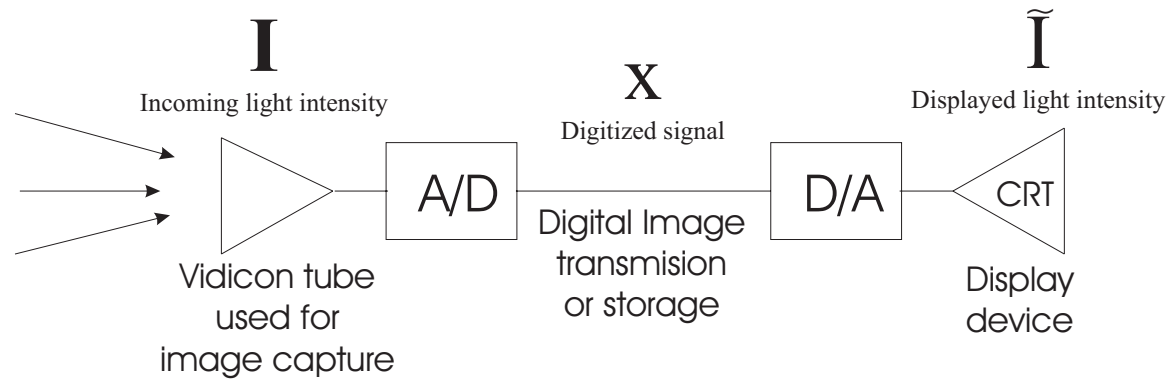 I
Incoming light intensity
X
Digitized signal
Ĩ
Displayed light intensity
A/D
D/A
CRT
Vidicon tube
used for
image capture
Digital Image
transmision
or storage
Display
device